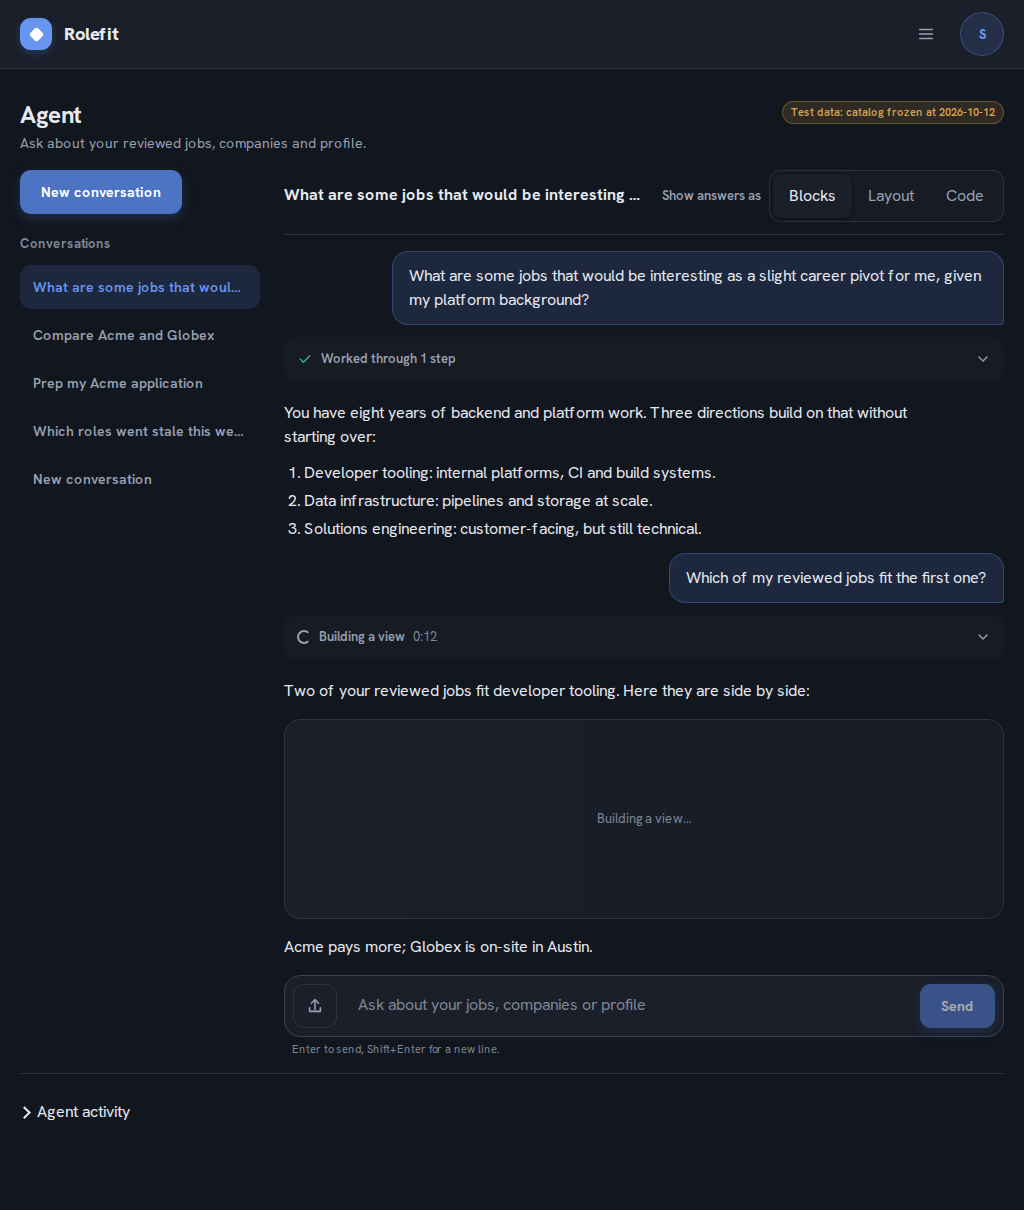 Rolefit
S
Agent
Test data: catalog frozen at 2026-10-12
Ask about your reviewed jobs, companies and profile.
New conversation
What are some jobs that would be interesting ...
Show answers as
Blocks
Layout
Code
Conversations
What are some jobs that woul...
Compare Acme and Globex
Prep my Acme application
Which roles went stale this we...
New conversation
What are some jobs that would be interesting as a slight career pivot for me, given
my platform background?
Worked through 1 step
You have eight years of backend and platform work. Three directions build on that without
starting over:
1. Developer tooling: internal platforms, CI and build systems.
2. Data infrastructure: pipelines and storage at scale.
3. Solutions engineering: customer-facing, but still technical.
Which of my reviewed jobs fit the first one?
Building a view 0:12
Two of your reviewed jobs fit developer tooling. Here they are side by side:
Building a view...
Acme pays more; Globex is on-site in Austin.
Ask about your jobs, companies or profile
Send
Enter to send, Shift+Enter for a new line.
Agent activity